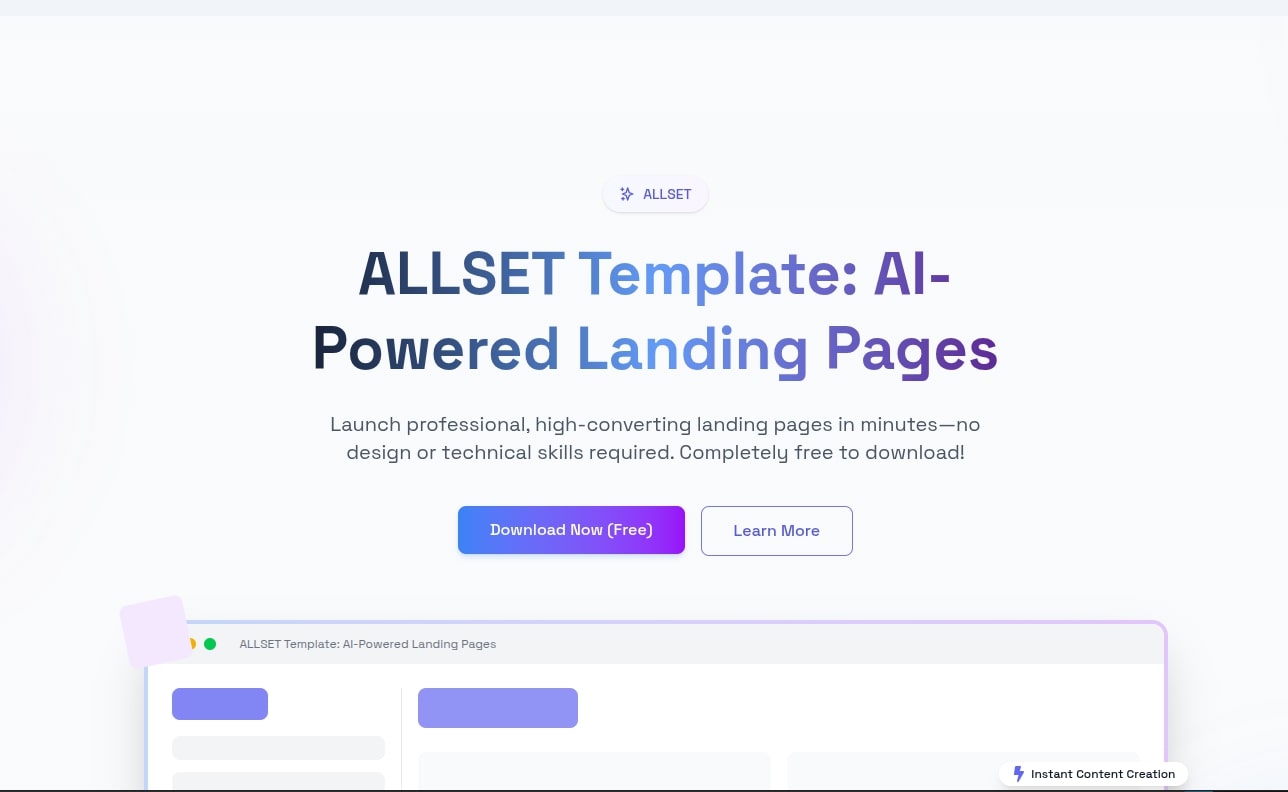 ALLSET
ALLSET Template: AI-
Powered Landing Pages
Launch professional, high-converting landing pages in minutes—no
design or technical skills required. Completely free to download!
Download Now (Free)
Learn More
ALLSET Template: AI-Powered Landing Pages
Instant Content Creation